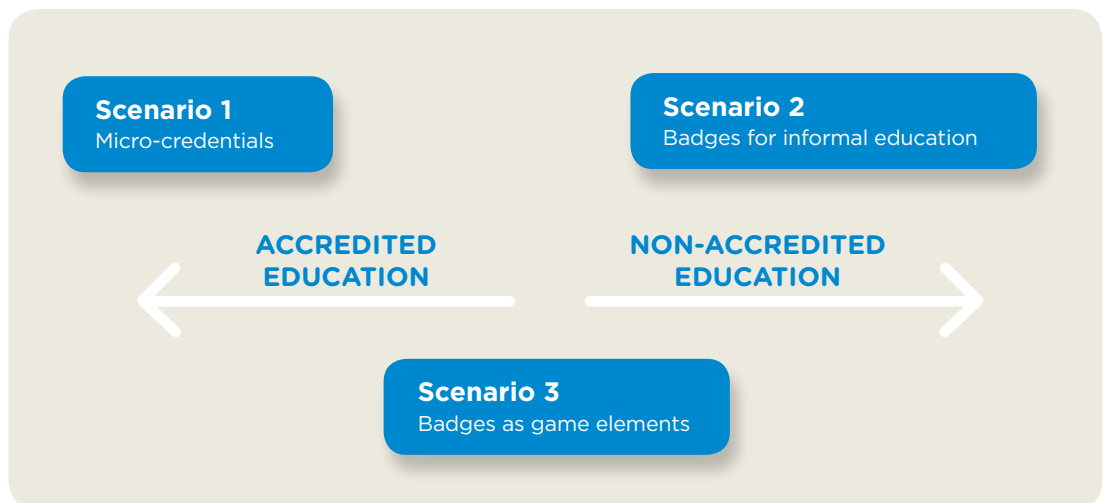 Scenario 1
Micro-credentials
Scenario 2
Badges for informal education
ACCREDITED
EDUCATION
NON-ACCREDITED
EDUCATION
Scenario 3
Badges as game elements